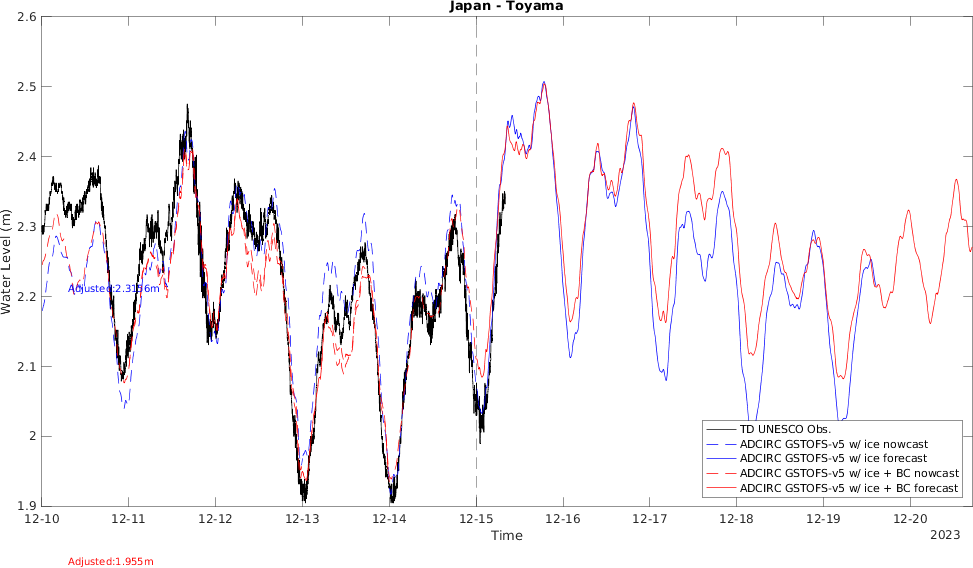 Japan - Toyama
Water Level (m)
2.6
2.5
2.4
2.3
2.2
2.1
2
1.9
Adjusted:2.3156m
TD UNESCO Obs.
ADCIRC GSTOFS-v5 w/ ice nowcast
ADCIRC GSTOFS-v5 w/ ice forecast
ADCIRC GSTOFS-v5 w/ ice + BC nowcast
ADCIRC GSTOFS-v5 w/ ice + BC forecast
12-10 12-11 12-12 12-13 12-14 12-15 12-16 12-17 12-18 12-19 12-20
Time
2023
Adjusted:1.955m